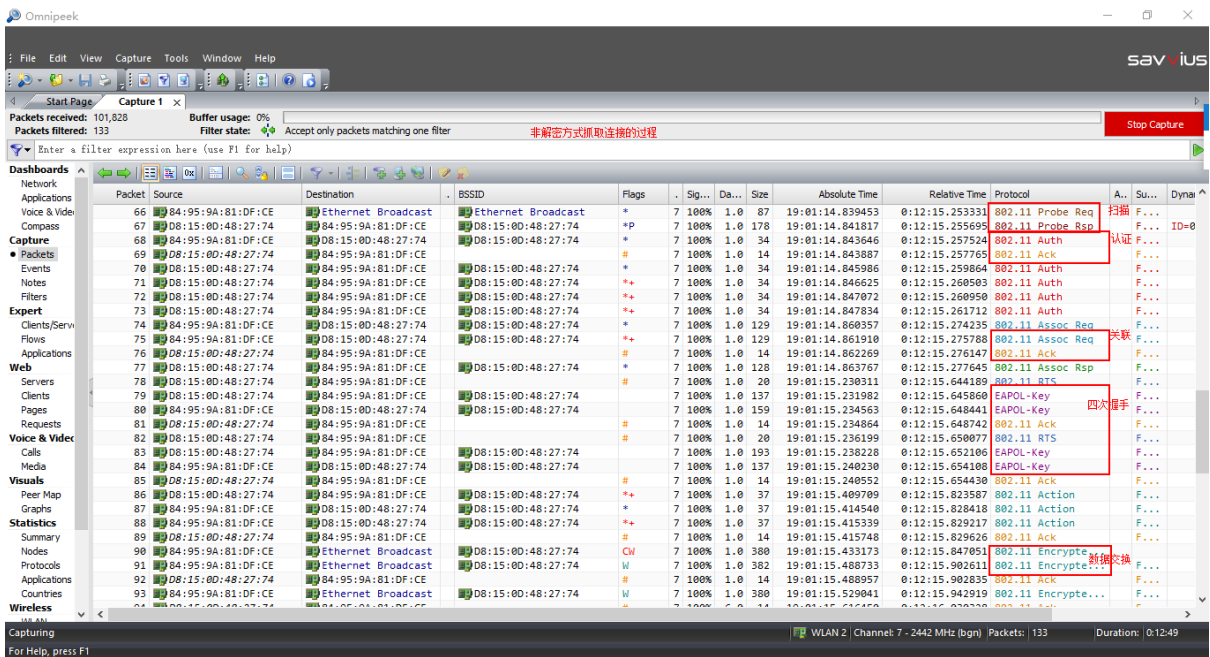 Omnipeek
File Edit View Capture Tools Window Help
savvius
Start Page Capture 1
Packets received: 101,828 Buffer usage: 0%
Packets filtered: 133 Filter state: Accept only packets matching one filter
非解密方式抓取连接的过程
Stop Capture
Enter a filter expression here (use F1 for help)
Dashboards
Network
Applications
Voice & Vide
Compass
Capture
Packets
Events
Notes
Filters
Expert
Clients/Serv
Flows
Applications
Web
Servers
Clients
Pages
Requests
Voice & Videc
Calls
Media
Visuals
Peer Map
Graphs
Statistics
Summary
Nodes
Protocols
Applications
Countries
Wireless
WLAN
Packet Source Destination . BSSID Flags . Sig... Da... Size Absolute Time Relative Time Protocol A.. Su... Dynar
66 84:95:9A:81:DF:CE Ethernet Broadcast Ethernet Broadcast * 7 100% 1.0 87 19:01:14.839453 0:12:15.253331 802.11 Probe Req 扫描 F...
67 D8:15:0D:48:27:74 84:95:9A:81:DF:CE D8:15:0D:48:27:74 *P 7 100% 1.0 178 19:01:14.841817 0:12:15.255695 802.11 Probe Rsp F... ID=0
68 84:95:9A:81:DF:CE D8:15:0D:48:27:74 D8:15:0D:48:27:74 * 7 100% 1.0 34 19:01:14.843646 0:12:15.257524 802.11 Auth 认证 F...
69 D8:15:0D:48:27:74 84:95:9A:81:DF:CE # 7 100% 1.0 14 19:01:14.843887 0:12:15.257765 802.11 Ack F...
70 D8:15:0D:48:27:74 84:95:9A:81:DF:CE D8:15:0D:48:27:74 * 7 100% 1.0 34 19:01:14.845986 0:12:15.259864 802.11 Auth F...
71 D8:15:0D:48:27:74 84:95:9A:81:DF:CE D8:15:0D:48:27:74 *+ 7 100% 1.0 34 19:01:14.846625 0:12:15.260503 802.11 Auth F...
72 D8:15:0D:48:27:74 84:95:9A:81:DF:CE D8:15:0D:48:27:74 *+ 7 100% 1.0 34 19:01:14.847072 0:12:15.260950 802.11 Auth F...
73 D8:15:0D:48:27:74 84:95:9A:81:DF:CE D8:15:0D:48:27:74 *+ 7 100% 1.0 34 19:01:14.847834 0:12:15.261712 802.11 Auth F...
74 84:95:9A:81:DF:CE D8:15:0D:48:27:74 D8:15:0D:48:27:74 * 7 100% 1.0 129 19:01:14.860357 0:12:15.274235 802.11 Assoc Req F...
75 84:95:9A:81:DF:CE D8:15:0D:48:27:74 D8:15:0D:48:27:74 *+ 7 100% 1.0 129 19:01:14.861910 0:12:15.275788 802.11 Assoc Req 关联 F...
76 D8:15:0D:48:27:74 84:95:9A:81:DF:CE # 7 100% 1.0 14 19:01:14.862269 0:12:15.276147 802.11 Ack F...
77 D8:15:0D:48:27:74 84:95:9A:81:DF:CE D8:15:0D:48:27:74 * 7 100% 1.0 128 19:01:14.863767 0:12:15.277645 802.11 Assoc Rsp F...
78 D8:15:0D:48:27:74 84:95:9A:81:DF:CE # 7 100% 1.0 20 19:01:15.230311 0:12:15.644189 802.11 RTS F...
79 D8:15:0D:48:27:74 84:95:9A:81:DF:CE D8:15:0D:48:27:74 7 100% 1.0 137 19:01:15.231982 0:12:15.645860 EAPOL-Key F...
80 84:95:9A:81:DF:CE D8:15:0D:48:27:74 D8:15:0D:48:27:74 7 100% 1.0 159 19:01:15.234563 0:12:15.648441 EAPOL-Key 四次握手 F...
81 D8:15:0D:48:27:74 84:95:9A:81:DF:CE # 7 100% 1.0 14 19:01:15.234864 0:12:15.648742 802.11 Ack F...
82 D8:15:0D:48:27:74 84:95:9A:81:DF:CE # 7 100% 1.0 20 19:01:15.236199 0:12:15.650077 802.11 RTS F...
83 D8:15:0D:48:27:74 84:95:9A:81:DF:CE D8:15:0D:48:27:74 7 100% 1.0 193 19:01:15.238228 0:12:15.652106 EAPOL-Key F...
84 84:95:9A:81:DF:CE D8:15:0D:48:27:74 D8:15:0D:48:27:74 7 100% 1.0 137 19:01:15.240230 0:12:15.654108 EAPOL-Key F...
85 D8:15:0D:48:27:74 84:95:9A:81:DF:CE # 7 100% 1.0 14 19:01:15.240552 0:12:15.654430 802.11 Ack F...
86 D8:15:0D:48:27:74 84:95:9A:81:DF:CE D8:15:0D:48:27:74 *+ 7 100% 1.0 37 19:01:15.409709 0:12:15.823587 802.11 Action F...
87 84:95:9A:81:DF:CE D8:15:0D:48:27:74 D8:15:0D:48:27:74 * 7 100% 1.0 37 19:01:15.414540 0:12:15.828418 802.11 Action F...
88 84:95:9A:81:DF:CE D8:15:0D:48:27:74 D8:15:0D:48:27:74 *+ 7 100% 1.0 37 19:01:15.415339 0:12:15.829217 802.11 Action F...
89 D8:15:0D:48:27:74 84:95:9A:81:DF:CE # 7 100% 1.0 14 19:01:15.415748 0:12:15.829626 802.11 Ack F...
90 84:95:9A:81:DF:CE Ethernet Broadcast D8:15:0D:48:27:74 CW 7 100% 1.0 380 19:01:15.433173 0:12:15.847051 802.11 Encrypte...
91 84:95:9A:81:DF:CE Ethernet Broadcast D8:15:0D:48:27:74 W 7 100% 1.0 382 19:01:15.488733 0:12:15.902611 802.11 Encrypte... 数据交换 F...
92 D8:15:0D:48:27:74 84:95:9A:81:DF:CE # 7 100% 1.0 14 19:01:15.488957 0:12:15.902835 802.11 Ack F...
93 84:95:9A:81:DF:CE Ethernet Broadcast D8:15:0D:48:27:74 W 7 100% 1.0 380 19:01:15.529041 0:12:15.942919 802.11 Encrypte... F...
Capturing WLAN 2 Channel: 7 - 2442 MHz (bgn) Packets: 133 Duration: 0:12:49
For Help, press F1